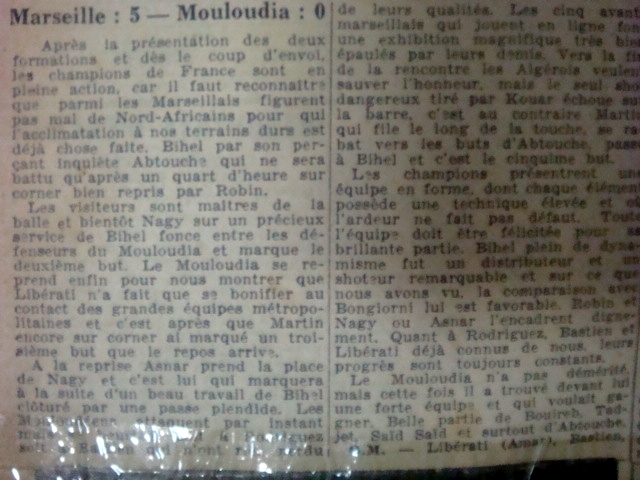 Marseille : 5 — Mouloudia : 0
Après la présentation des deux
formations et dès le coup d'envoi,
les champions de France sont en
pleine action, car il faut reconnaître
que parmi les Marseillais figurent
pas mal de Nord-Africains pour qui
l'acclimatation à nos terrains durs est
déjà chose faite. Bihel par son per-
çant inquiète Abtouche qui ne sera
battu qu'après un quart d'heure sur
corner bien repris par Robin.
Les visiteurs sont maîtres de la
balle et bientôt Nagy sur un précieux
service de Bihel fonce entre les dé-
fenseurs du Mouloudia et marque le
deuxième but. Le Mouloudia se re-
prend enfin pour nous montrer que
Libérati n'a fait que se bonifier au
contact des grandes équipes métropo-
litaines et c'est après que Martin
encore sur corner ai marqué un troi-
sième but que le repos arrive.
A la reprise Asnar prend la place
de Nagy et c'est lui qui marquera
à la suite d'un beau travail de Bihel
clôturé par une passe plendide. Les
attaquent par instant
qui n'ont
de leurs qualités. Les cinq avant
marseillais qui jouent en ligne font
une exhibition magnifique très bien
épaulés par leurs demis. Vers la fi
de la rencontre les Algérois veulent
sauver l'honneur, mais le seul sho
dangereux tiré par Kouar échoue su
la barre, c'est au contraire Martin
qui file le long de la touche, se ra
bat vers les buts d'Abtouche, passe
à Bihel et c'est le cinquime but.
Les champions présentrent un
équipe en forme, dont chaque élémen
possède une technique élevée et o
l'ardeur ne fait pas défaut. Tout
l'équipe doit être félicitée pour s
brillante partie. Bihel plein de dyna
misme fut un distributeur et un
shoteur remarquable et sur ce que
nous avons vu, la comparaison avec
Bongiorni lui est favorable. Robin et
Nagy ou Asnar l'encadrent digne-
ment. Quant à Rodriguez, Bastien et
Libérati déjà connus de nous, leurs
progrès sont toujours constants.
Le Mouloudia n'a pas démérité,
mais cette fois il a trouvé devant lui
une forte équipe et qui voulait ga-
gner. Belle partie de Bouireb, Tad-
jet, Saïd Saïd et surtout d'Abtouche.
O.M. — Libérati (Amat), Bastien,